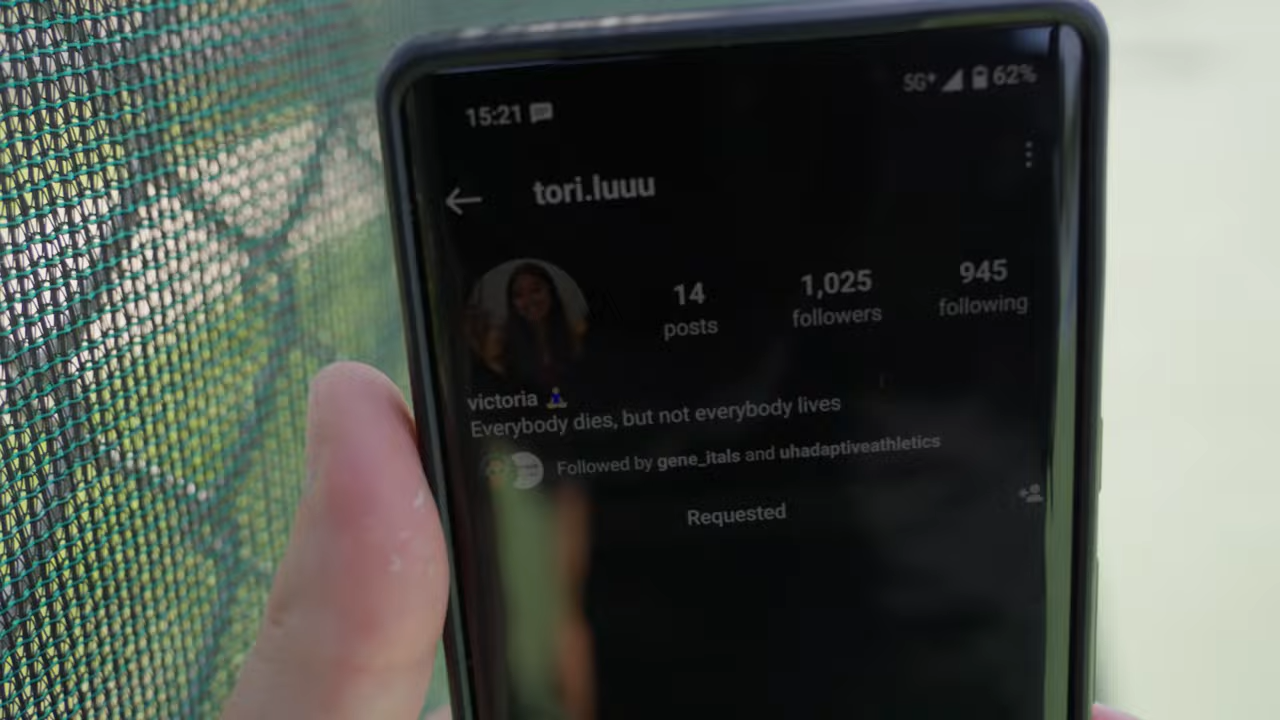 15:21
5G+ 62%
tori.luuu
14 1,025 945
posts followers following
victoria
Everybody dies, but not everybody lives
Followed by gene_itals and uhadaptiveathletics
Requested